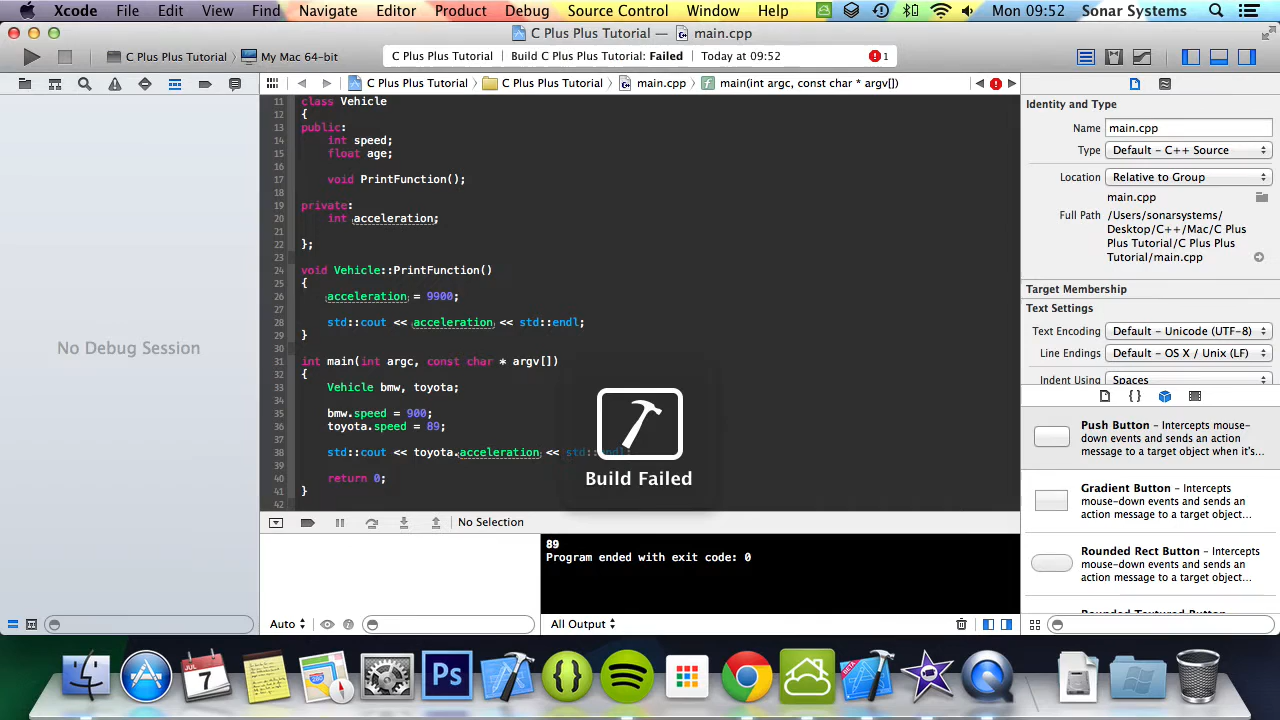 Xcode File Edit View Find Navigate Editor Product Debug Source Control Window Help Mon 09:52 Sonar Systems
C Plus Plus Tutorial — main.cpp
C Plus Plus Tutorial My Mac 64-bit C Plus Plus Tutorial Build C Plus Plus Tutorial: Failed Today at 09:52 1
C Plus Plus Tutorial C Plus Plus Tutorial main.cpp main(int argc, const char * argv[])
No Debug Session
11 class Vehicle
12 {
13 public:
14 int speed;
15 float age;
16
17 void PrintFunction();
18
19 private:
20 int acceleration;
21
22 };
23
24 void Vehicle::PrintFunction()
25 {
26 acceleration = 9900;
27
28 std::cout << acceleration << std::endl;
29 }
30
31 int main(int argc, const char * argv[])
32 {
33 Vehicle bmw, toyota;
34
35 bmw.speed = 900;
36 toyota.speed = 89;
37
38 std::cout << toyota.acceleration << std::endl;
39
40 return 0;
41 }
42
Build Failed
No Selection
89
Program ended with exit code: 0
Auto
All Output
Identity and Type
Name main.cpp
Type Default - C++ Source
Location Relative to Group
main.cpp
Full Path /Users/sonarsystems/
Desktop/C++/Mac/C Plus
Plus Tutorial/C Plus Plus
Tutorial/main.cpp
Target Membership
Text Settings
Text Encoding Default - Unicode (UTF-8)
Line Endings Default - OS X / Unix (LF)
Indent Using Spaces
Push Button - Intercepts mouse-
down events and sends an action
message to a target object when it's...
Gradient Button - Intercepts
mouse-down events and sends an
action message to a target object...
Rounded Rect Button - Intercepts
mouse-down events and sends an
action message to a target object...
Rounded Textured Button
JUL
7
280
Ps
{}